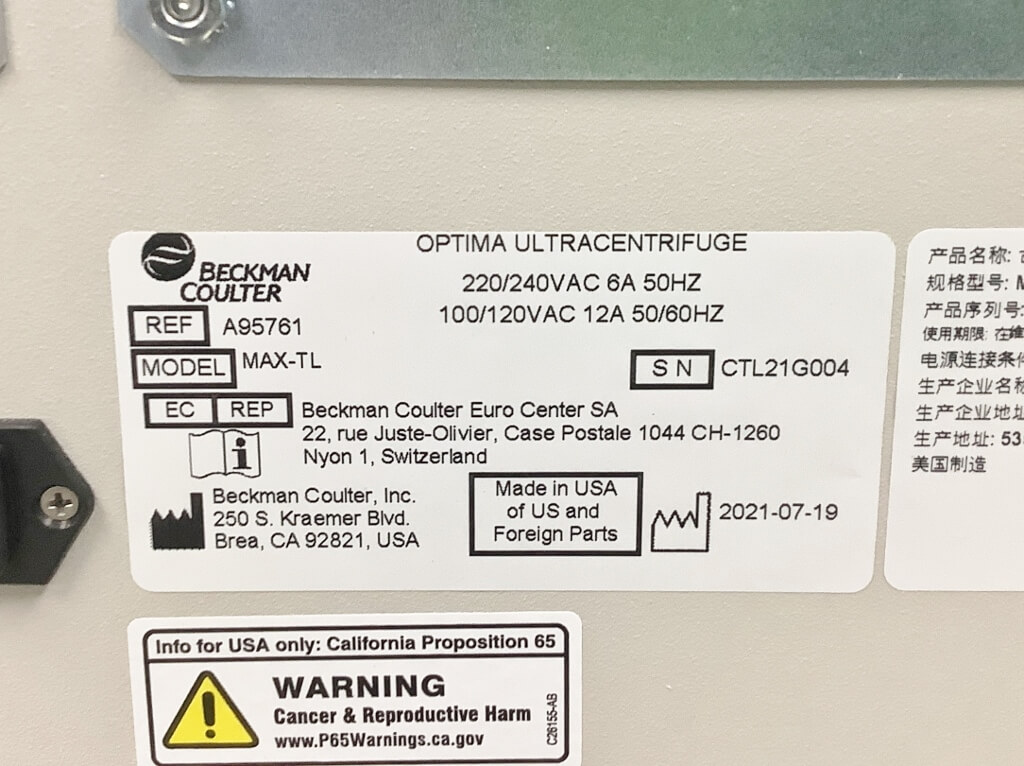 BECKMAN
COULTER
OPTIMA ULTRACENTRIFUGE
220/240VAC 6A 50HZ
100/120VAC 12A 50/60HZ
REF A95761
MODEL MAX-TL
S N CTL21G004
EC REP Beckman Coulter Euro Center SA
22, rue Juste-Olivier, Case Postale 1044 CH-1260
Nyon 1, Switzerland
Beckman Coulter, Inc.
250 S. Kraemer Blvd.
Brea, CA 92821, USA
Made in USA
of US and
Foreign Parts
2021-07-19
产品名称:
规格型号: M
产品序列号:
使用期限: 在维
电源连接条件
生产企业名称
生产企业地址
生产地址: 53
美国制造
Info for USA only: California Proposition 65
WARNING
Cancer & Reproductive Harm
www.P65Warnings.ca.gov
C26155-AB